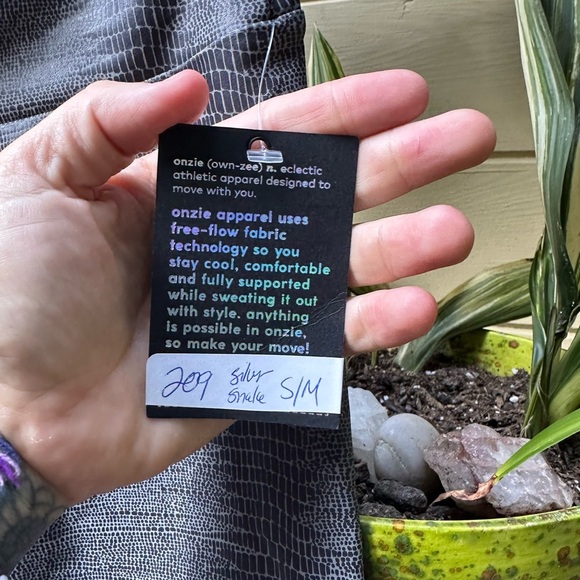 onzie (own-zee) n. eclectic
athletic apparel designed to
move with you.
onzie apparel uses
free-flow fabric
technology so you
stay cool, comfortable
and fully supported
while sweating it out
with style. anything
is possible in onzie,
so make your move!
209 silver snake S/M